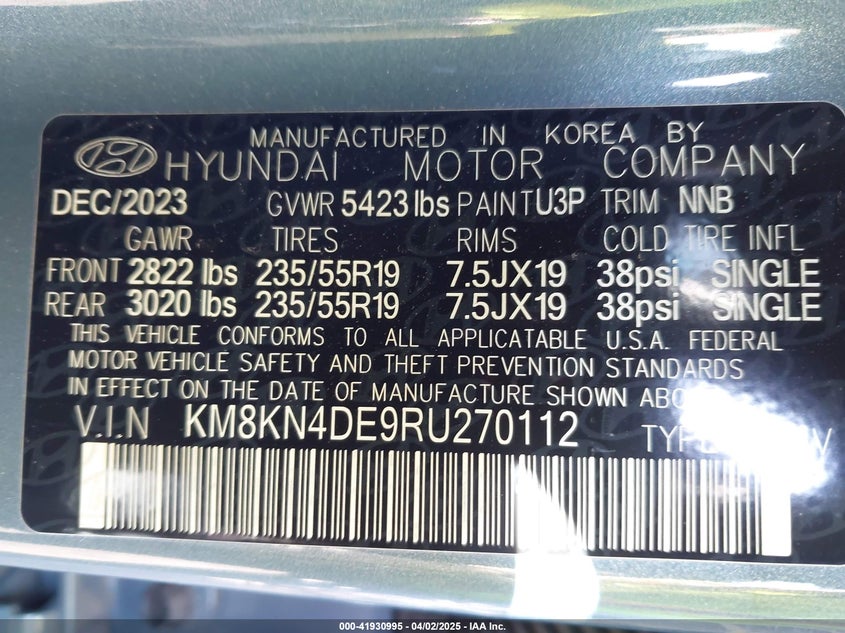 MANUFACTURED IN KOREA BY
HYUNDAI MOTOR COMPANY
DEC/2023 GVWR 5423 lbs PAINT U3P TRIM NNB
GAWR TIRES RIMS COLD TIRE INFL
FRONT 2822 lbs 235/55R19 7.5JX19 38psi SINGLE
REAR 3020 lbs 235/55R19 7.5JX19 38psi SINGLE
THIS VEHICLE CONFORMS TO ALL APPLICATABLE U.S.A. FEDERAL
MOTOR VEHICLE SAFETY AND THEFT PREVENTION STANDARDS
IN EFFECT ON THE DATE OF MANUFACTURE SHOWN
V.I.N KM8KN4DE9RU270112
000-41930995 - 04/02/2025 - IAA Inc.